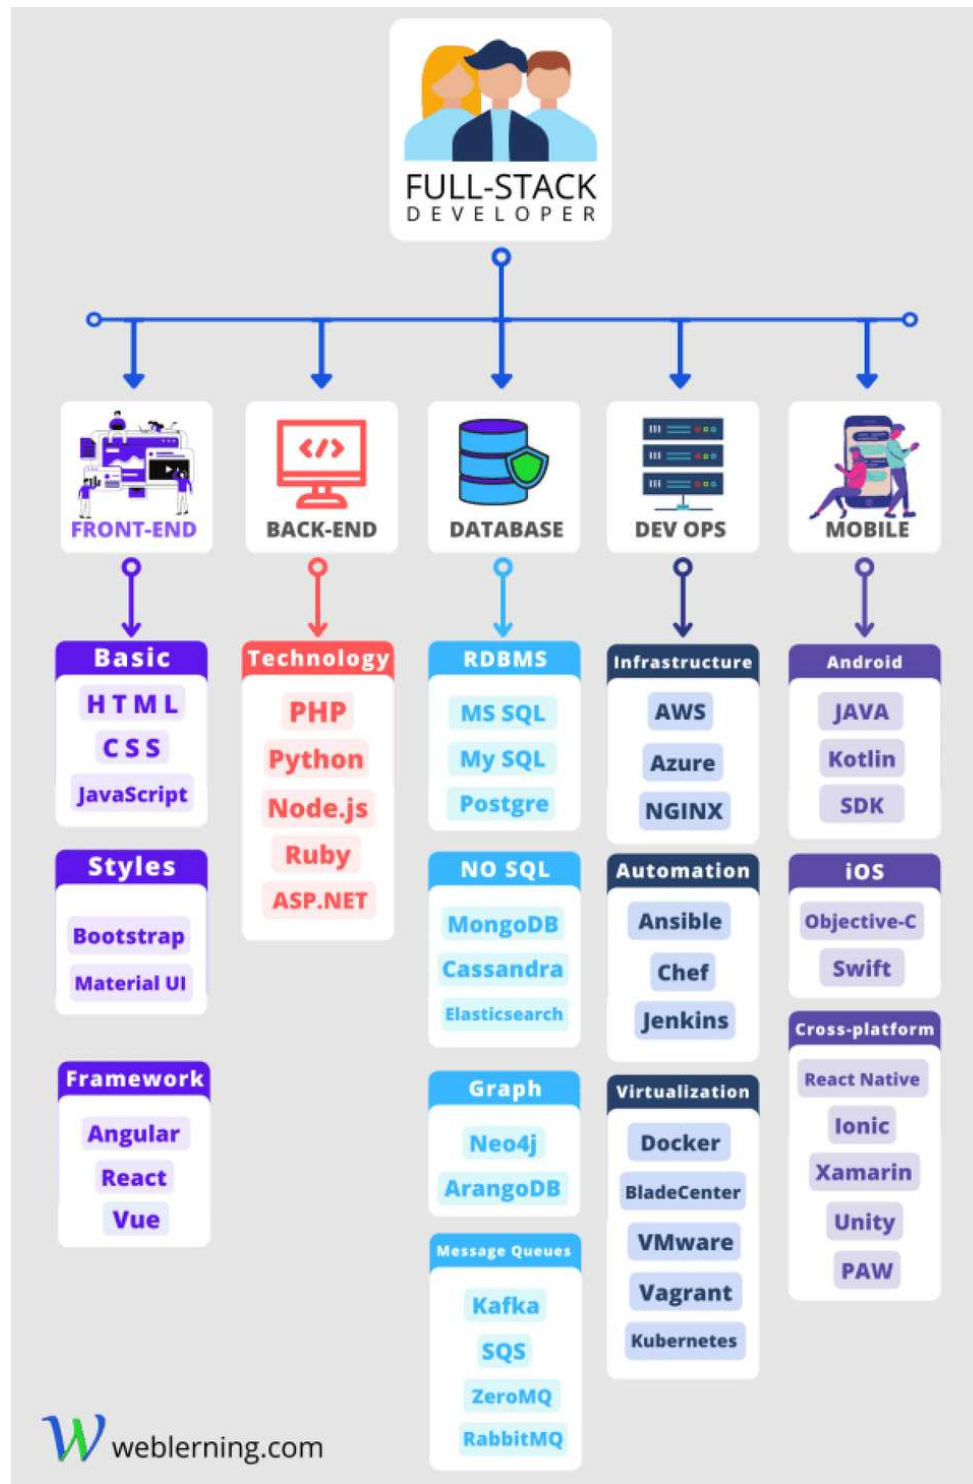 FULL-STACK
DEVELOPER
FRONT-END
BACK-END
DATABASE
DEV OPS
MOBILE
Basic
HTML
CSS
JavaScript
Styles
Bootstrap
Material UI
Framework
Angular
React
Vue
Technology
PHP
Python
Node.js
Ruby
ASP.NET
RDBMS
MS SQL
My SQL
Postgre
NO SQL
MongoDB
Cassandra
Elasticsearch
Graph
Neo4j
ArangoDB
Message Queues
Kafka
SQS
ZeroMQ
RabbitMQ
Infrastructure
AWS
Azure
NGINX
Automation
Ansible
Chef
Jenkins
Virtualization
Docker
BladeCenter
VMware
Vagrant
Kubernetes
Android
JAVA
Kotlin
SDK
iOS
Objective-C
Swift
Cross-platform
React Native
Ionic
Xamarin
Unity
PAW
W weblerning.com